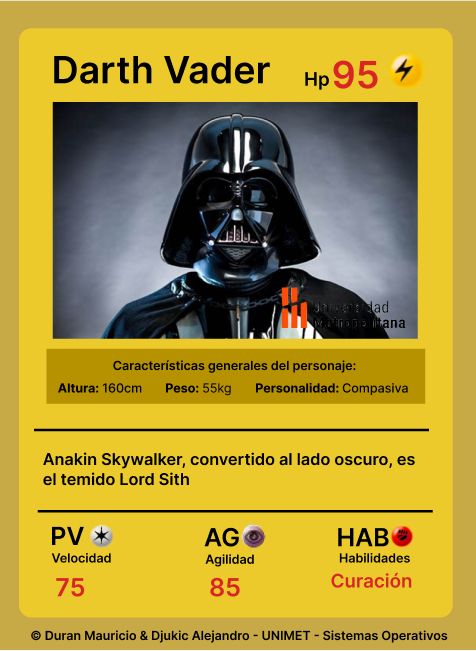 Darth Vader Hp 95
Universidad
Metropolitana
Características generales del personaje:
Altura: 160cm Peso: 55kg Personalidad: Compasiva
Anakin Skywalker, convertido al lado oscuro, es
el temido Lord Sith
PV AG HAB
Velocidad Agilidad Habilidades
75 85 Curación
© Duran Mauricio & Djukic Alejandro - UNIMET - Sistemas Operativos